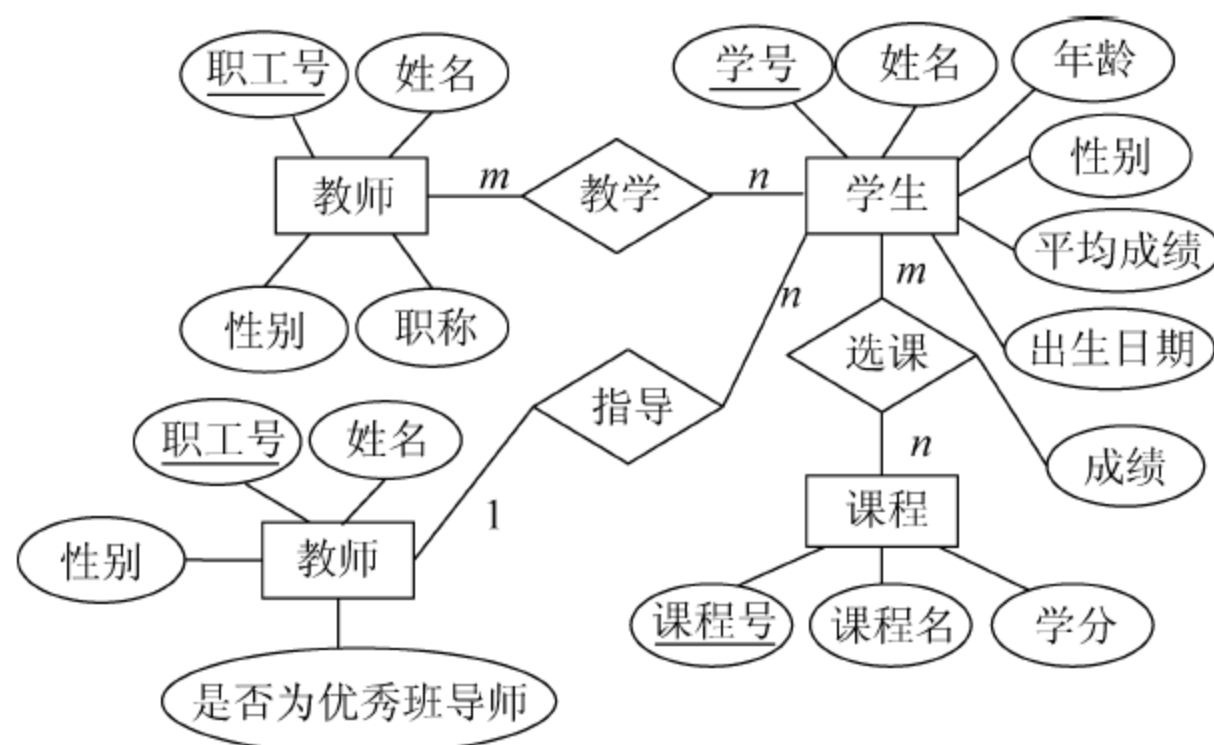 职工号 姓名 学号 姓名 年龄
性别
教师 m 教学 n 学生
平均成绩
性别 职称 n m
出生日期
选课
指导
职工号 姓名 n 成绩
1 课程
性别 教师
课程号 课程名 学分
是否为优秀班导师